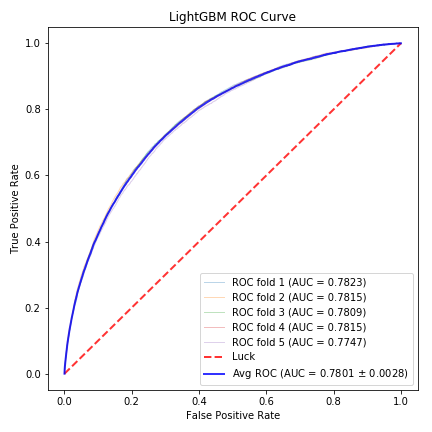 LightGBM ROC Curve
True Positive Rate
1.0
0.8
0.6
0.4
0.2
0.0
ROC fold 1 (AUC = 0.7823)
ROC fold 2 (AUC = 0.7815)
ROC fold 3 (AUC = 0.7809)
ROC fold 4 (AUC = 0.7815)
ROC fold 5 (AUC = 0.7747)
Luck
Avg ROC (AUC = 0.7801 ± 0.0028)
0.0 0.2 0.4 0.6 0.8 1.0
False Positive Rate